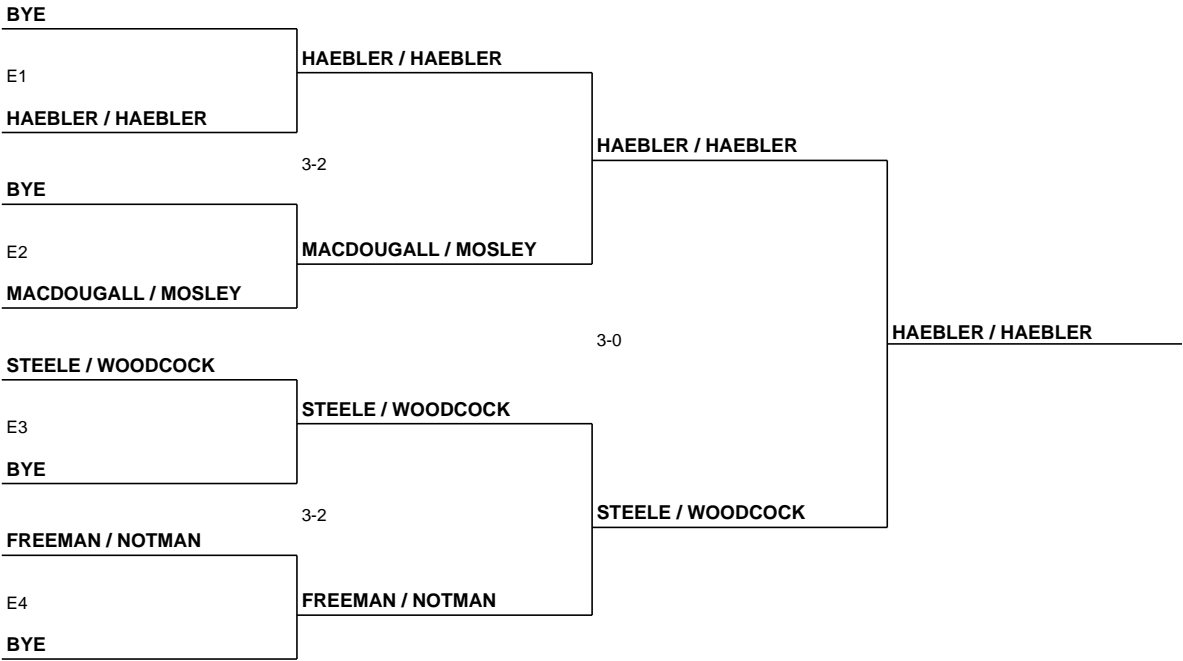 BYE
HAEBLER / HAEBLER
E1
HAEBLER / HAEBLER
HAEBLER / HAEBLER
3-2
BYE
MACDOUGALL / MOSLEY
E2
MACDOUGALL / MOSLEY
HAEBLER / HAEBLER
3-0
STEELE / WOODCOCK
STEELE / WOODCOCK
E3
BYE
STEELE / WOODCOCK
3-2
FREEMAN / NOTMAN
FREEMAN / NOTMAN
E4
BYE